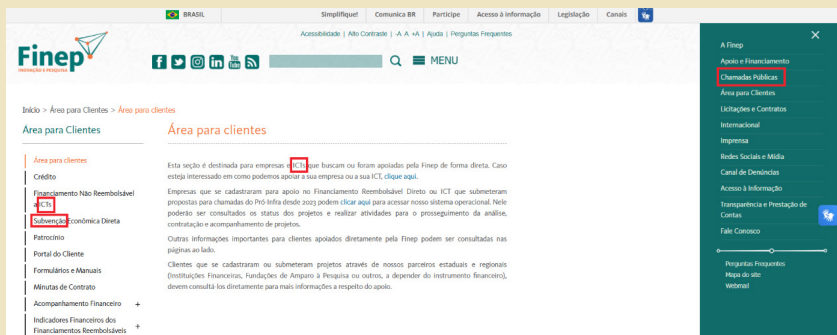 BRASIL
Simplifique!
Comunica BR
Participe
Acesso à informação
Legislação
Canais
Acessibilidade | Alto Contraste | -A A +A | Ajuda | Perguntas Frequentes
Finep
INOVAÇÃO E PESQUISA
MENU
Início > Área para Clientes > Área para clientes
Área para Clientes
Área para clientes
Crédito
Financiamento Não Reembolsável
a ICTs
Subvenção Econômica Direta
Patrocínio
Portal do Cliente
Formulários e Manuais
Minutas de Contrato
Acompanhamento Financeiro +
Indicadores Financeiros dos
Financiamentos Reembolsáveis +
Área para clientes
Esta seção é destinada para empresas e ICTs que buscam ou foram apoiadas pela Finep de forma direta. Caso
esteja interessado em como podemos apoiar a sua empresa ou a sua ICT, clique aqui.
Empresas que se cadastraram para apoio no Financiamento Reembolsável Direto ou ICT que submeteram
propostas para chamadas do Pró-Infra desde 2023 podem clicar aqui para acessar nosso sistema operacional. Nele
poderão ser consultados os status dos projetos e realizar atividades para o prosseguimento da análise,
contratação e acompanhamento de projetos.
Outras informações importantes para clientes apoiados diretamente pela Finep podem ser consultadas nas
páginas ao lado.
Clientes que se cadastraram ou submeteram projetos através de nossos parceiros estaduais e regionais
(Instituições Financeiras, Fundações de Amparo à Pesquisa ou outros, a depender do instrumento financeiro),
devem consultá-los diretamente para mais informações a respeito do apoio.
A Finep
Apoio e Financiamento
Chamadas Públicas
Área para Clientes
Licitações e Contratos
Internacional
Imprensa
Redes Sociais e Mídia
Canal de Denúncias
Acesso à Informação
Transparência e Prestação de
Contas
Fale Conosco
Perguntas Frequentes
Mapa do site
Webmail